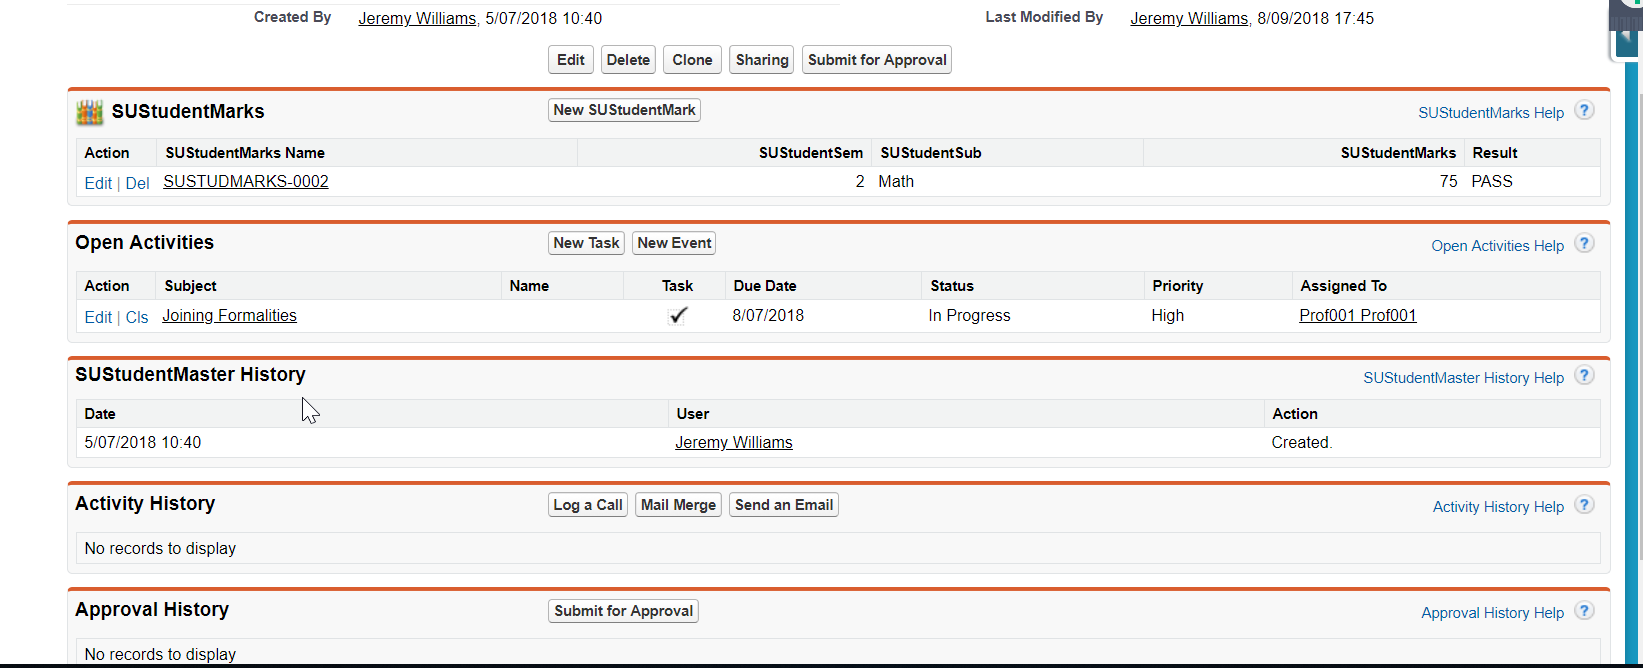 Created By Jeremy Williams, 5/07/2018 10:40 Last Modified By Jeremy Williams, 8/09/2018 17:45
Edit Delete Clone Sharing Submit for Approval
SUStudentMarks New SUStudentMark SUStudentMarks Help ?
Action SUStudentMarks Name SUStudentSem SUStudentSub SUStudentMarks Result
Edit | Del SUSTUDMARKS-0002 2 Math 75 PASS
Open Activities New Task New Event Open Activities Help ?
Action Subject Name Task Due Date Status Priority Assigned To
Edit | Cls Joining Formalities 8/07/2018 In Progress High Prof001 Prof001
SUStudentMaster History SUStudentMaster History Help ?
Date User Action
5/07/2018 10:40 Jeremy Williams Created.
Activity History Log a Call Mail Merge Send an Email Activity History Help ?
No records to display
Approval History Submit for Approval Approval History Help ?
No records to display